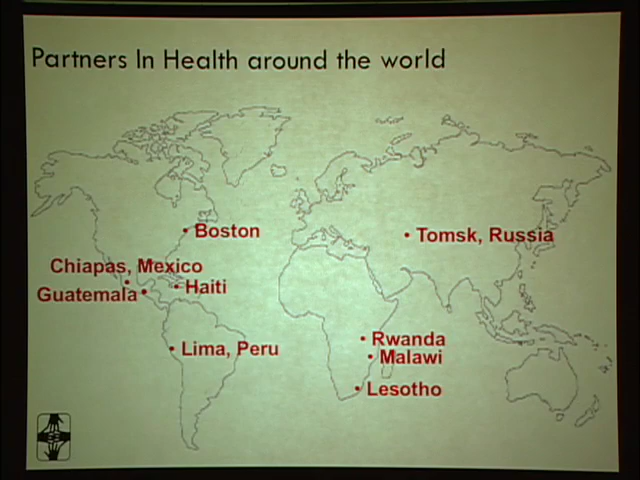 Partners In Health around the world
Boston
Tomsk, Russia
Chiapas, Mexico
Haiti
Guatemala
Rwanda
Lima, Peru
Malawi
Lesotho